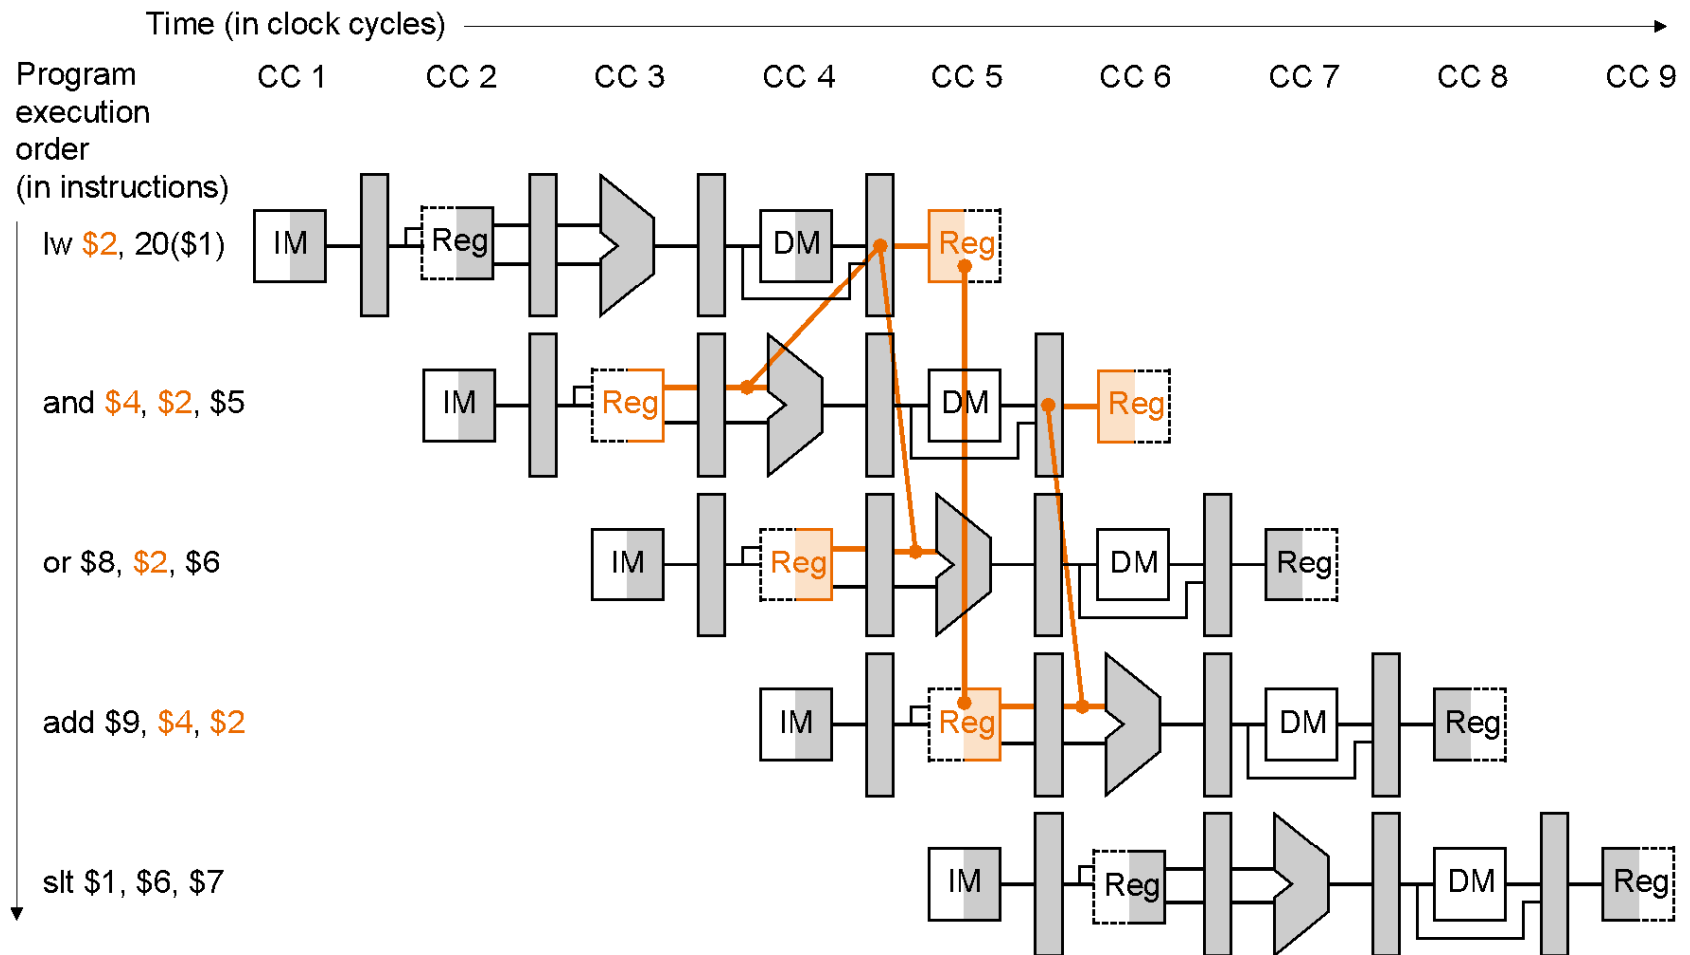 Time (in clock cycles)
Program
execution
order
(in instructions)
CC 1 CC 2 CC 3 CC 4 CC 5 CC 6 CC 7 CC 8 CC 9
lw $2, 20($1)
IM Reg DM Reg
and $4, $2, $5
IM Reg DM Reg
or $8, $2, $6
IM Reg DM Reg
add $9, $4, $2
IM Reg DM Reg
slt $1, $6, $7
IM Reg DM Reg